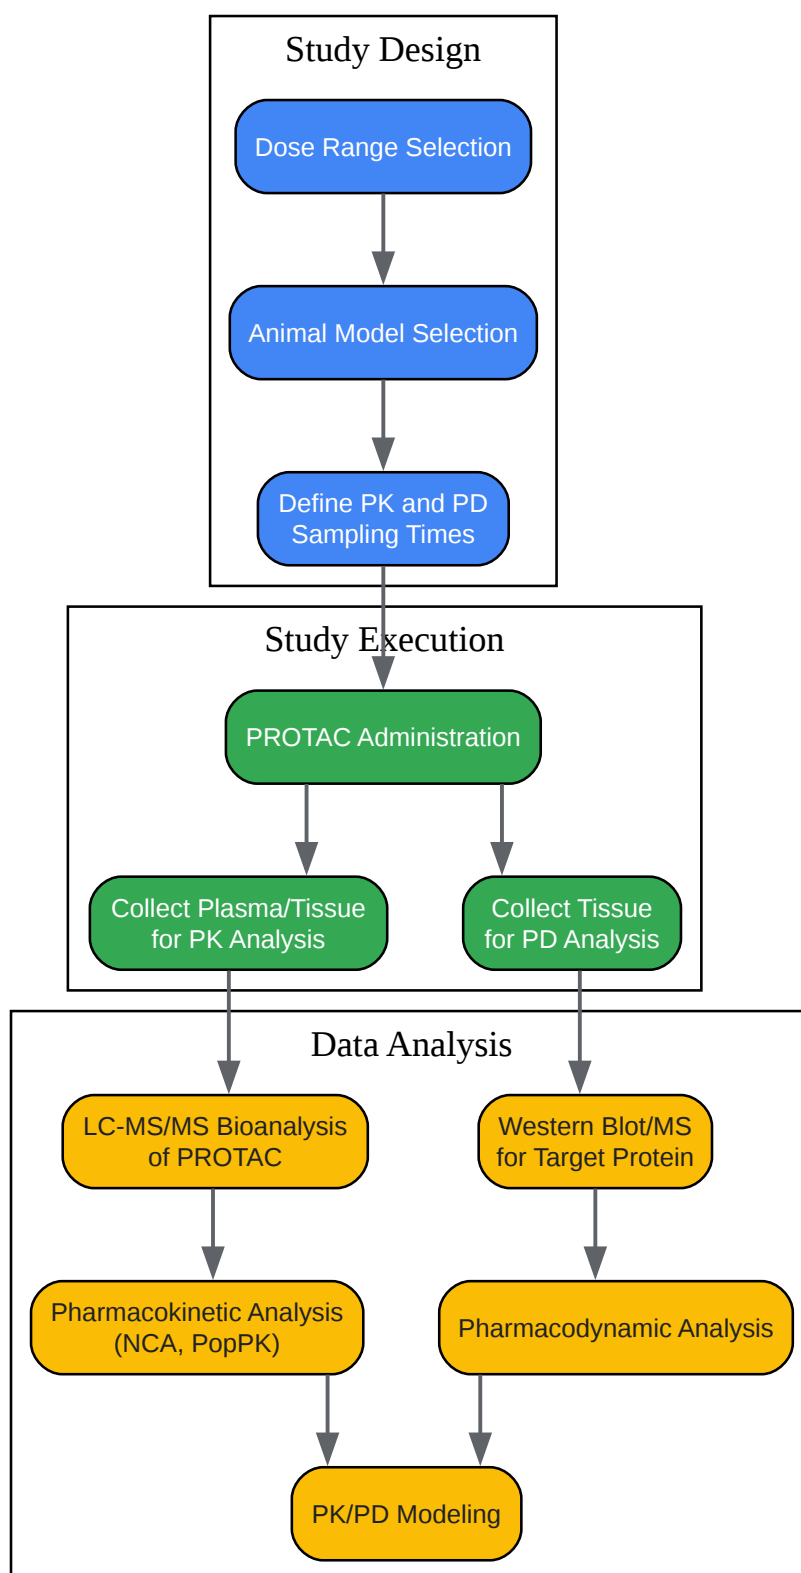 Study Design
Dose Range Selection
Animal Model Selection
Define PK and PD
Sampling Times
Study Execution
PROTAC Administration
Collect Plasma/Tissue
for PK Analysis
Collect Tissue
for PD Analysis
Data Analysis
LC-MS/MS Bioanalysis
of PROTAC
Western Blot/MS
for Target Protein
Pharmacokinetic Analysis
(NCA, PopPK)
Pharmacodynamic Analysis
PK/PD Modeling